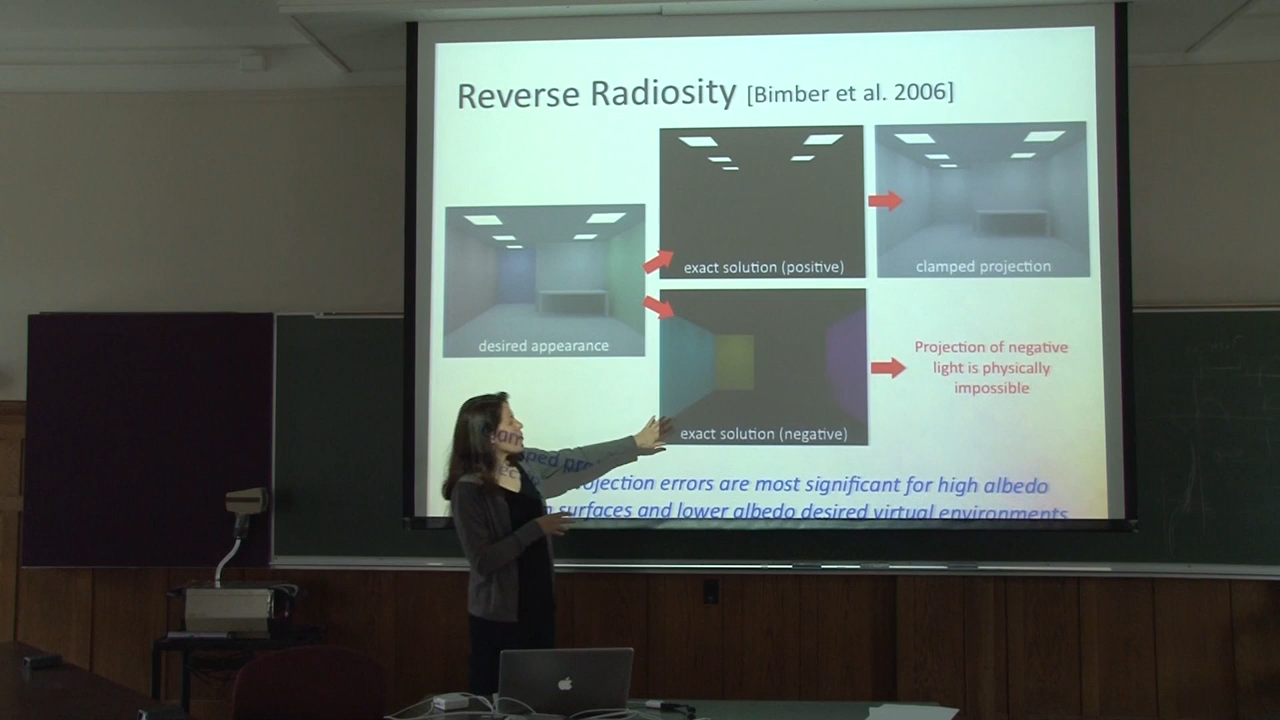 Reverse Radiosity [Bimber et al. 2006]
exact solution (positive)
clamped projection
desired appearance
Projection of negative
light is physically
impossible
exact solution (negative)
ojection errors are most significant for high albedo
surfaces and lower albedo desired virtual environments